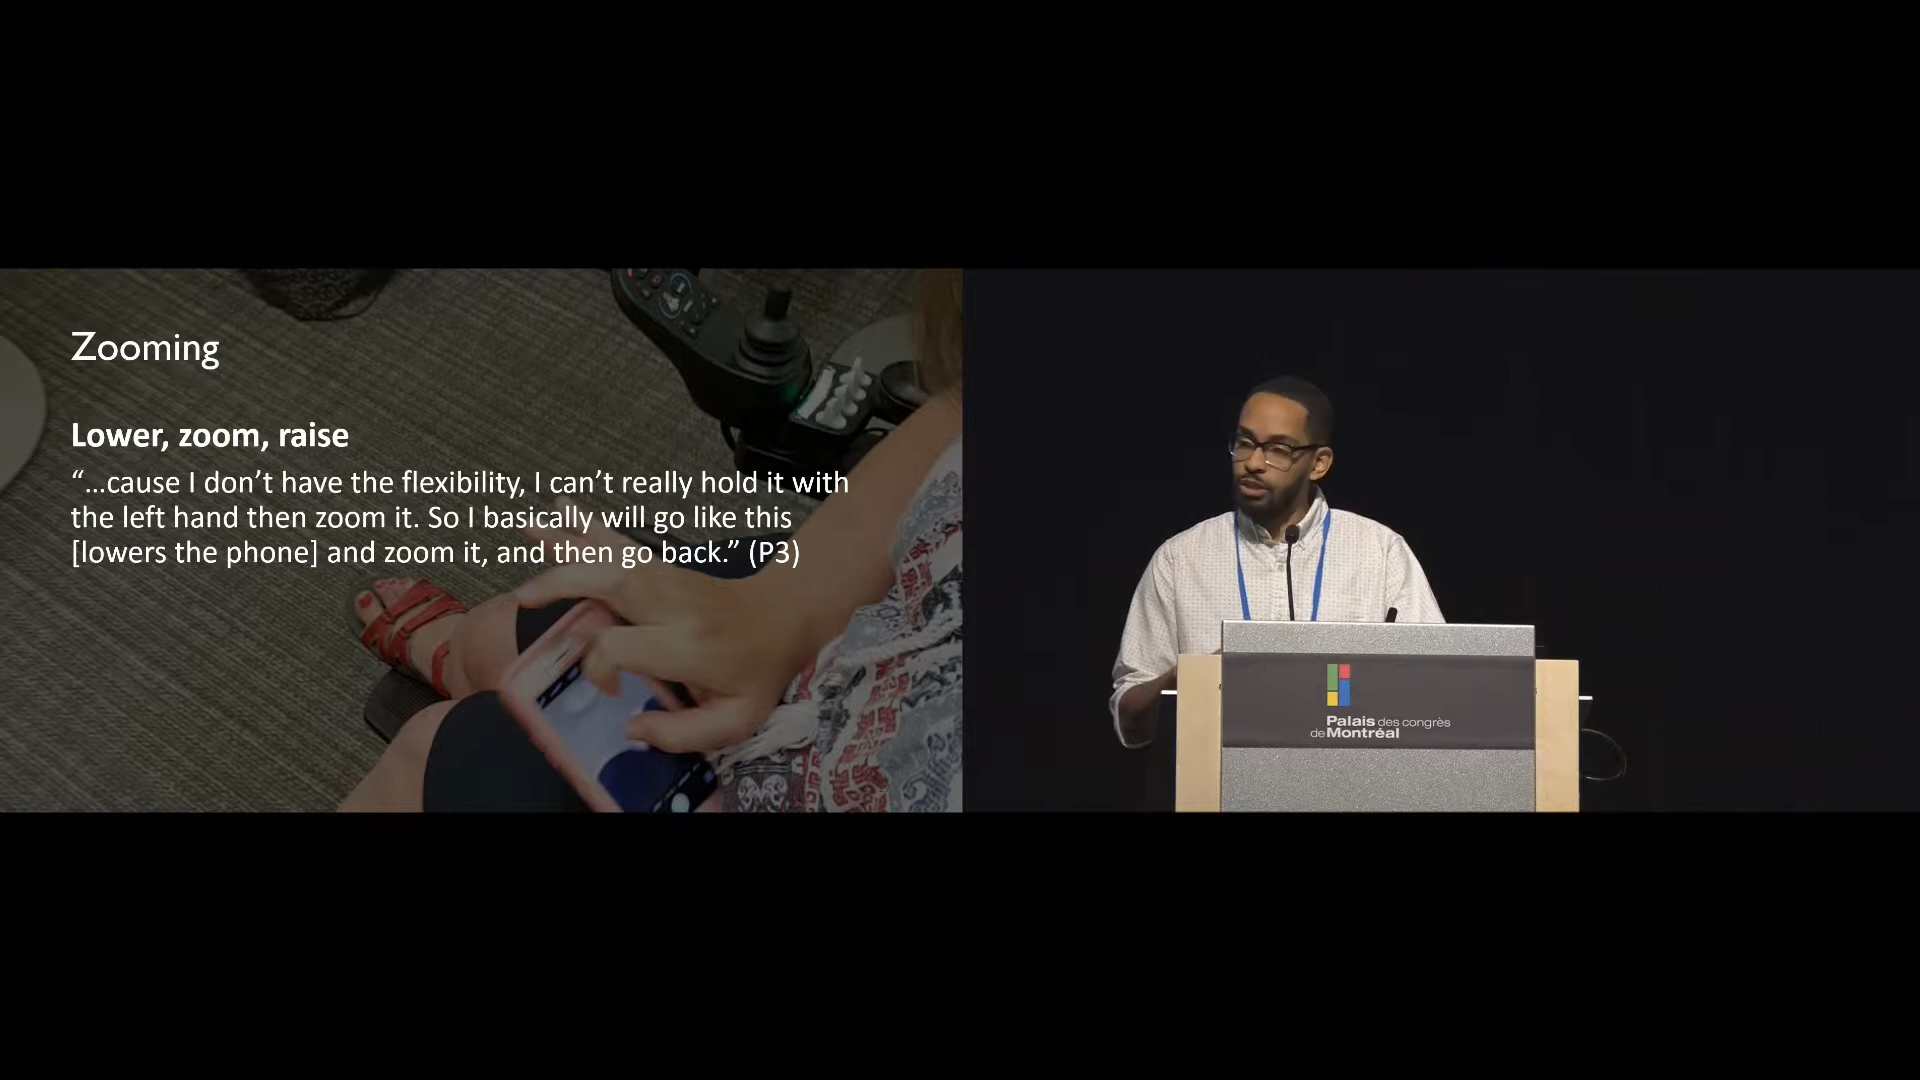 Zooming
Lower, zoom, raise
“...cause I don’t have the flexibility, I can’t really hold it with
the left hand then zoom it. So I basically will go like this
[lowers the phone] and zoom it, and then go back.” (P3)
Palais des congrès
de Montréal